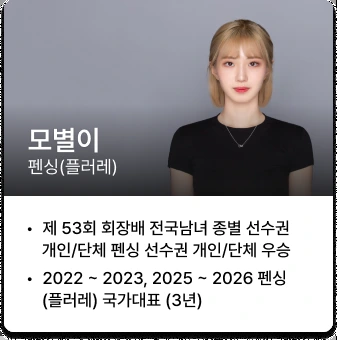 모별이
펜싱(플러레)
• 제 53회 회장배 전국남녀 종별 선수권
개인/단체 펜싱 선수권 개인/단체 우승
• 2022 ~ 2023, 2025 ~ 2026 펜싱
(플러레) 국가대표 (3년)